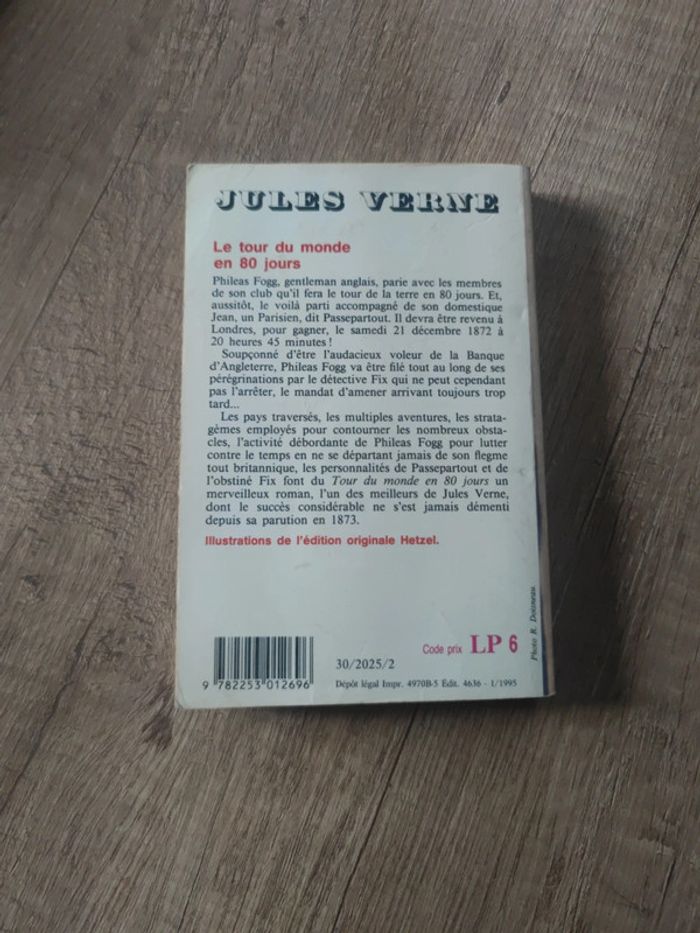 JULES VERNE
Le tour du monde
en 80 jours
Phileas Fogg, gentleman anglais, parie avec les membres
de son club qu'il fera le tour de la terre en 80 jours. Et,
aussitôt, le voilà parti accompagné de son domestique
Jean, un Parisien, dit Passepartout. Il devra être revenu à
Londres, pour gagner, le samedi 21 décembre 1872 à
20 heures 45 minutes !
Soupçonné d'être l'audacieux voleur de la Banque
d'Angleterre, Phileas Fogg va être filé tout au long de ses
pérégrinations par le détective Fix qui ne peut cependant
pas l'arrêter, le mandat d'amener arrivant toujours trop
tard...
Les pays traversés, les multiples aventures, les strata-
gèmes employés pour contourner les nombreux obsta-
cles, l'activité débordante de Phileas Fogg pour lutter
contre le temps en ne se départant jamais de son flegme
tout britannique, les personnalités de Passepartout et de
l'obstiné Fix font du Tour du monde en 80 jours un
merveilleux roman, l'un des meilleurs de Jules Verne,
dont le succès considérable ne s'est jamais démenti
depuis sa parution en 1873.
Illustrations de l'édition originale Hetzel.
Photo R. Doisneau.
Code prix LP 6
30/2025/2
9 782253 012696
Dépôt légal Impr. 4970B-5 Edit. 4636 - 1/1995